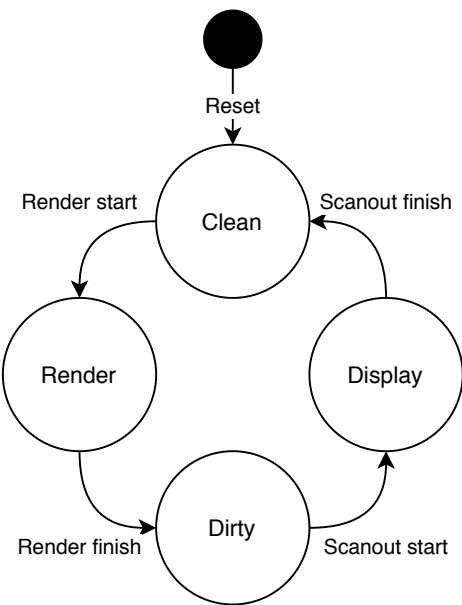 Reset
Render start
Scanout finish
Clean
Render
Display
Dirty
Render finish
Scanout start